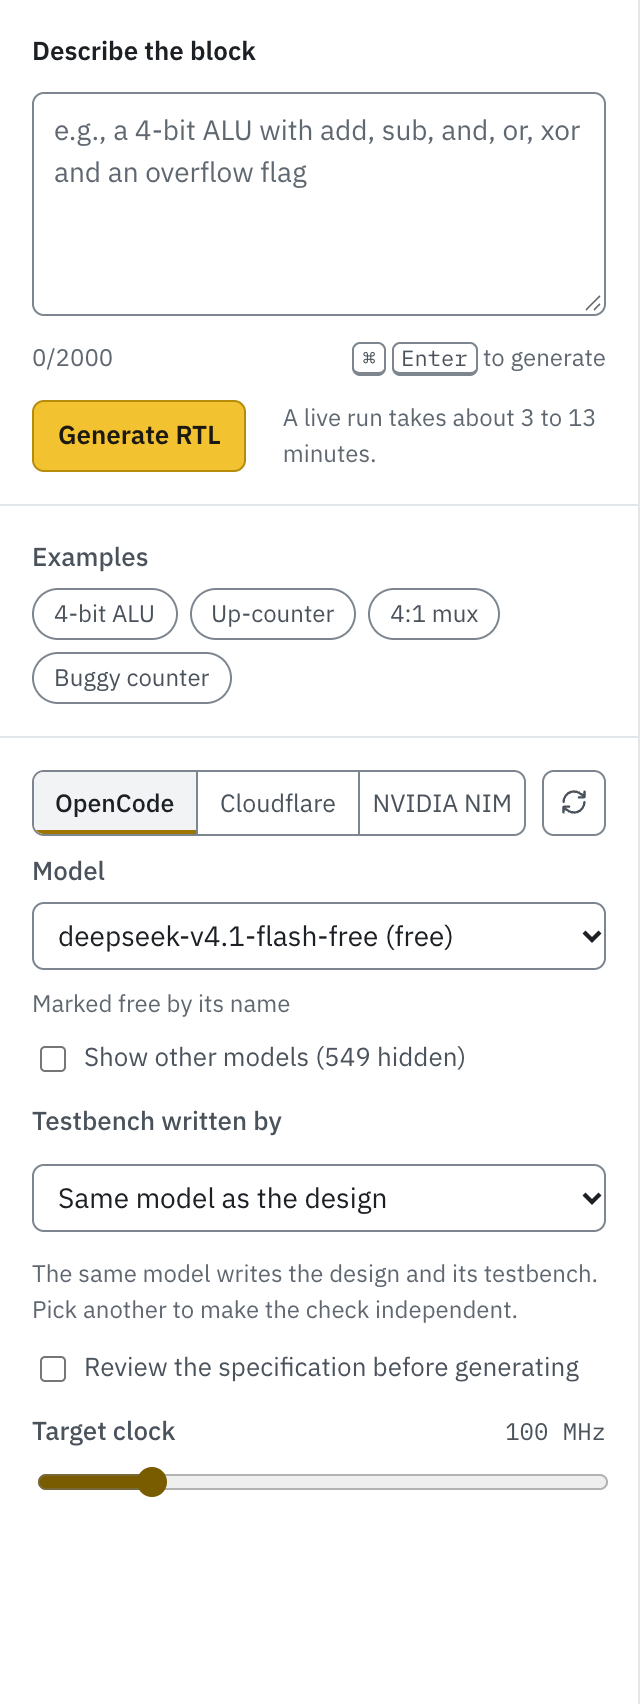 Describe the block
e.g., a 4-bit ALU with add, sub, and, or, xor
and an overflow flag
0/2000
⌘ Enter to generate
Generate RTL
A live run takes about 3 to 13
minutes.
Examples
4-bit ALU
Up-counter
4:1 mux
Buggy counter
OpenCode
Cloudflare
NVIDIA NIM
Model
deepseek-v4.1-flash-free (free)
Marked free by its name
Show other models (549 hidden)
Testbench written by
Same model as the design
The same model writes the design and its testbench.
Pick another to make the check independent.
Review the specification before generating
Target clock
100 MHz